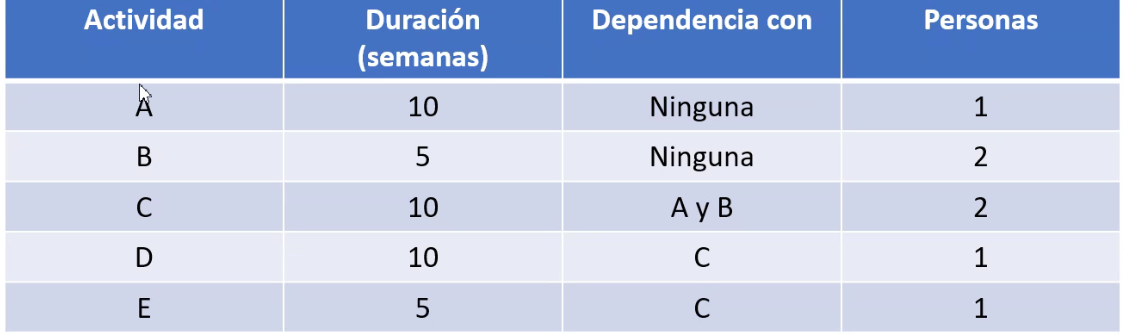 Actividad Duración Dependencia con Personas
(semanas)
A 10 Ninguna 1
B 5 Ninguna 2
C 10 A y B 2
D 10 C 1
E 5 C 1